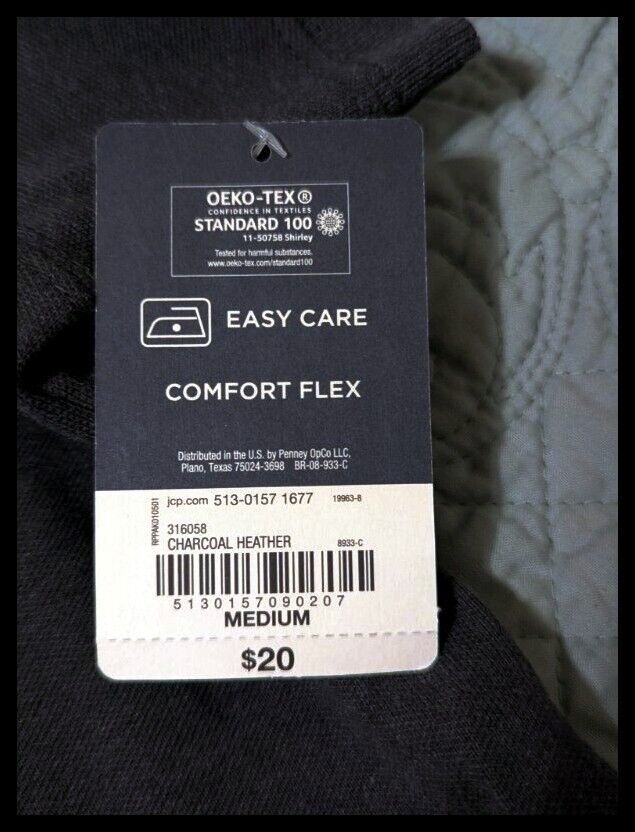 OEKO-TEX®
CONFIDENCE IN TEXTILES
STANDARD 100
11-50758 Shirley
Tested for harmful substances.
www.oeko-tex.com/standard100
EASY CARE
COMFORT FLEX
Distributed in the U.S. by Penney OpCo LLC,
Plano, Texas 75024-3698 BR-08-933-C
RPPAK010501
jcp.com 513-0157 1677 19963-8
316058
CHARCOAL HEATHER 8933-C
5130157090207
MEDIUM
$20